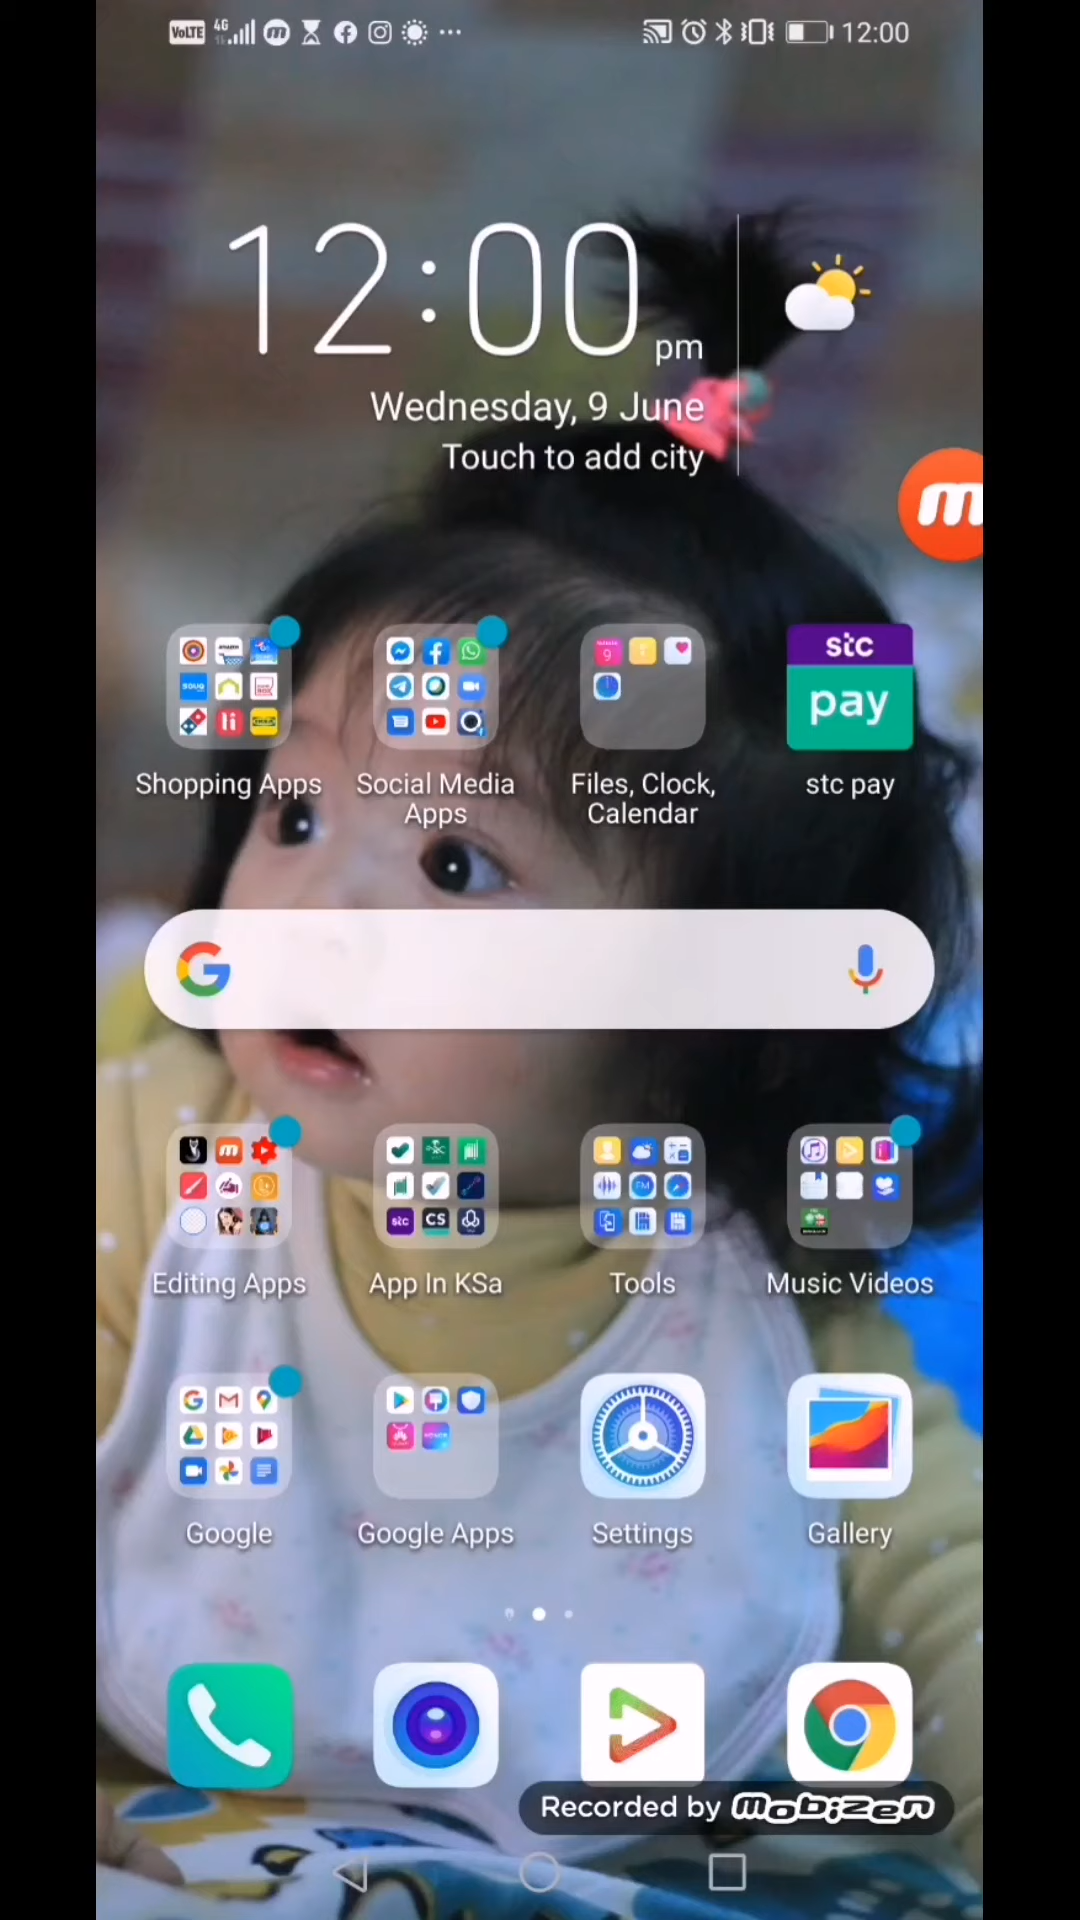 VoLTE 4G 12:00
12:00 pm
Wednesday, 9 June
Touch to add city
m
stc
pay
Shopping Apps
Social Media
Apps
Files, Clock,
Calendar
stc pay
G
Editing Apps
App In KSa
Tools
Music Videos
Google
Google Apps
Settings
Gallery
Recorded by Mobizen